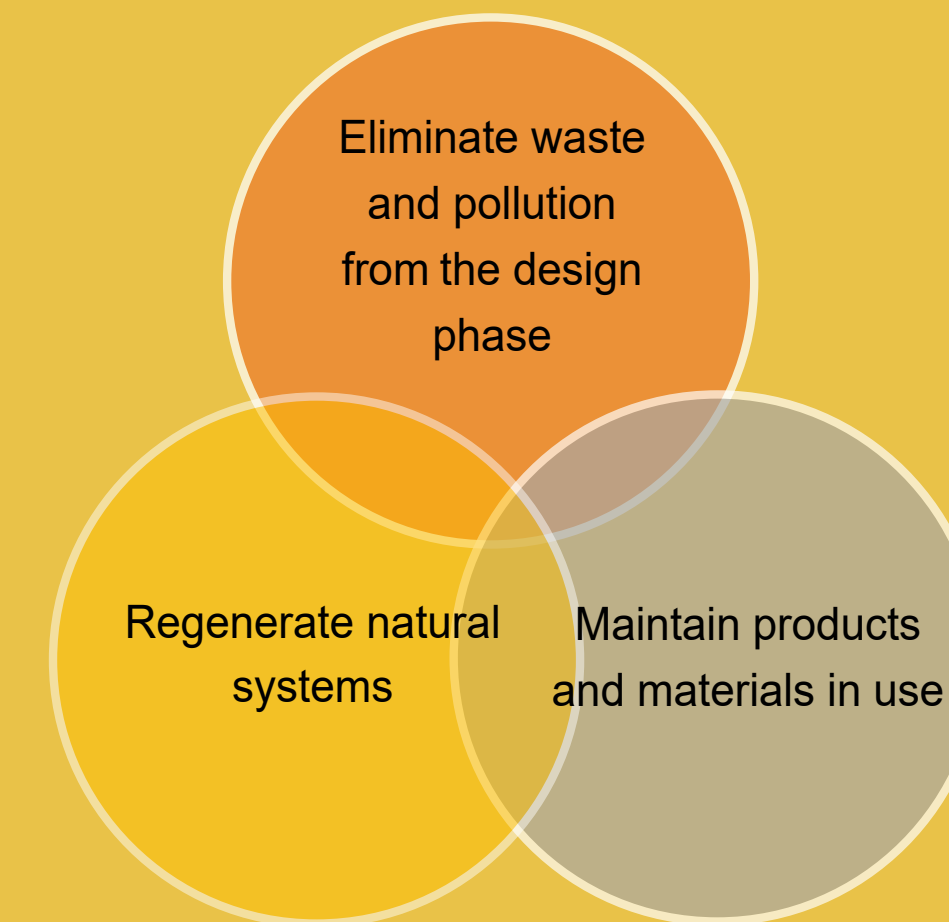 Eliminate waste
and pollution
from the design
phase
Regenerate natural
systems
Maintain products
and materials in use